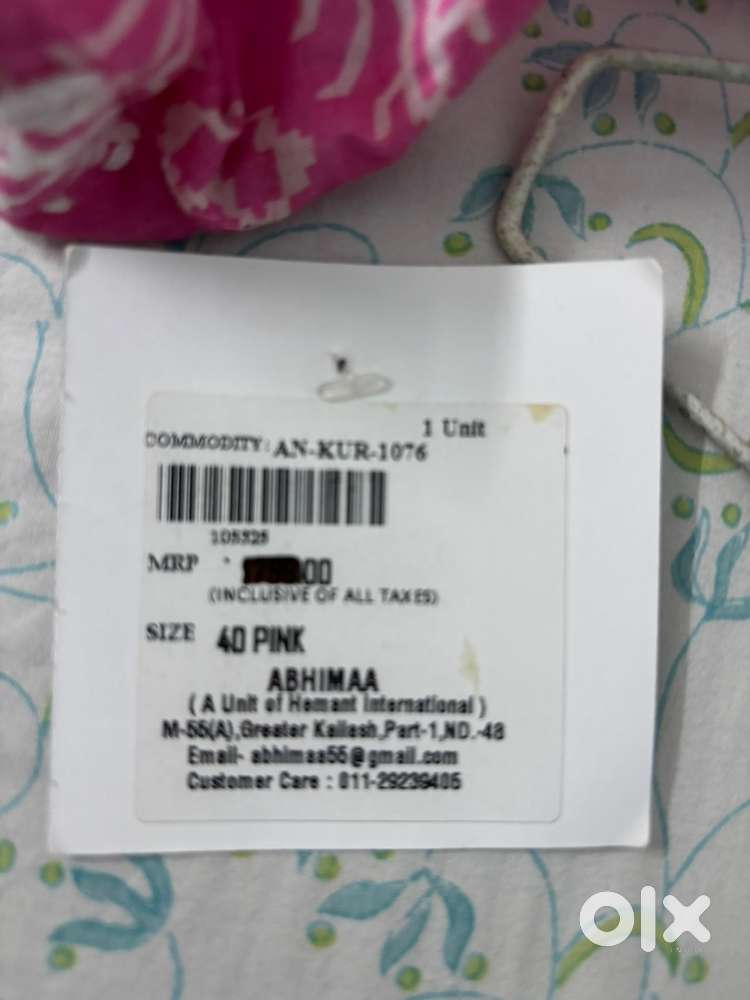 1 Unit
COMMODITY: AN-KUR-1076
105325
MRP 00
(INCLUSIVE OF ALL TAXES)
SIZE 40 PINK
ABHIMAA
( A Unit of Hemant International )
M-55(A),Greater Kailash,Part-1,ND.-48
Email- abhimaa55@gmail.com
Customer Care : 011-29239405
olx